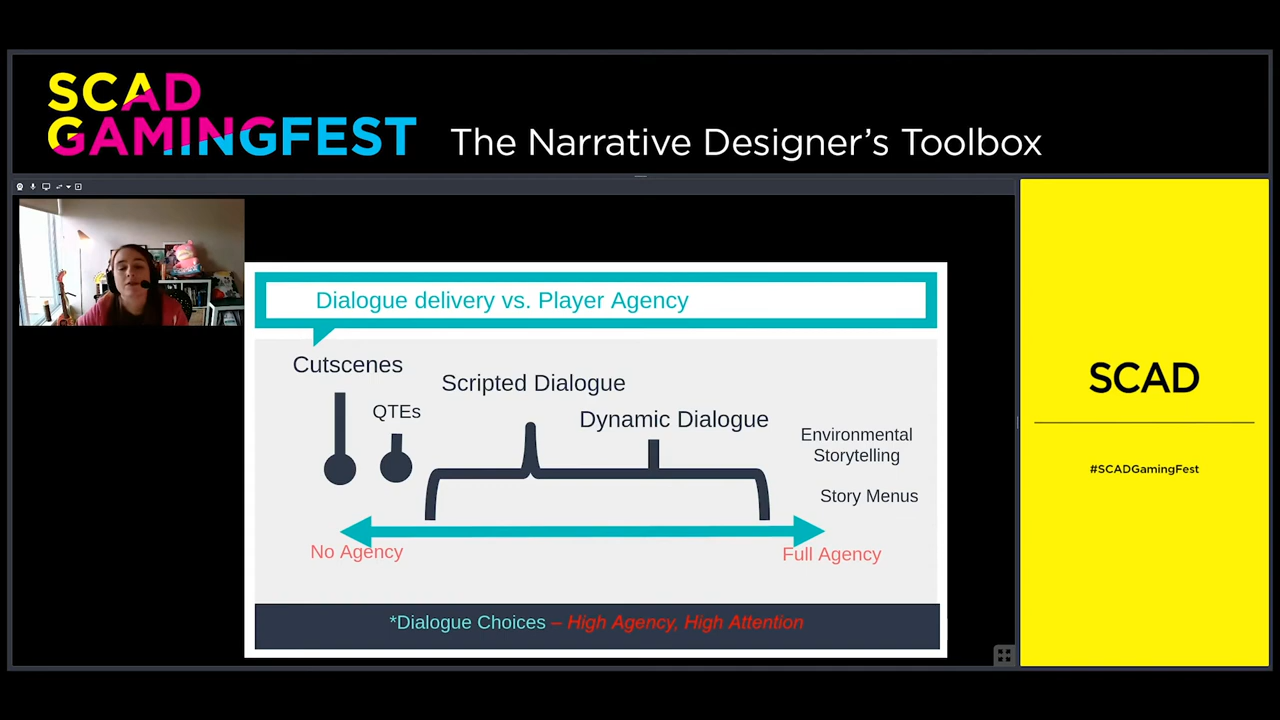 SCAD
GAMINGFEST
The Narrative Designer's Toolbox
Dialogue delivery vs. Player Agency
Cutscenes
QTEs
Scripted Dialogue
Dynamic Dialogue
Environmental
Storytelling
Story Menus
No Agency
Full Agency
*Dialogue Choices – High Agency, High Attention
SCAD
#SCADGamingFest